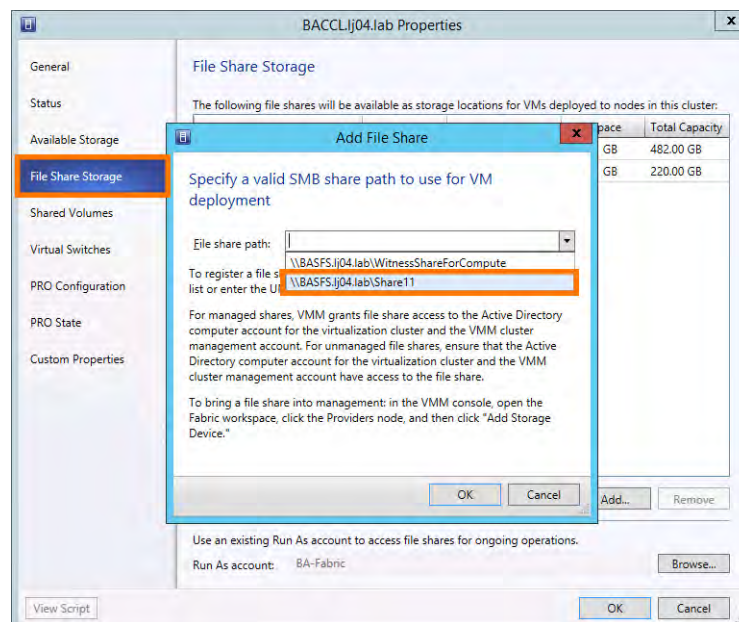 BACCL.lj04.lab Properties
x
General
Status
Available Storage
File Share Storage
Shared Volumes
Virtual Switches
PRO Configuration
PRO State
Custom Properties
File Share Storage
The following file shares will be available as storage locations for VMs deployed to nodes in this cluster:
pace Total Capacity
GB 482.00 GB
GB 220.00 GB
Add File Share
x
Specify a valid SMB share path to use for VM
deployment
File share path:
\\BASFS.lj04.lab\WitnessShareForCompute
\\BASFS.lj04.lab\Share11
To register a file s
list or enter the U
For managed shares, VMM grants file share access to the Active Directory
computer account for the virtualization cluster and the VMM cluster
management account. For unmanaged file shares, ensure that the Active
Directory computer account for the virtualization cluster and the VMM
cluster management account have access to the file share.
To bring a file share into management: in the VMM console, open the
Fabric workspace, click the Providers node, and then click "Add Storage
Device."
OK Cancel
Add... Remove
Use an existing Run As account to access file shares for ongoing operations.
Run As account: BA-Fabric Browse...
View Script OK Cancel